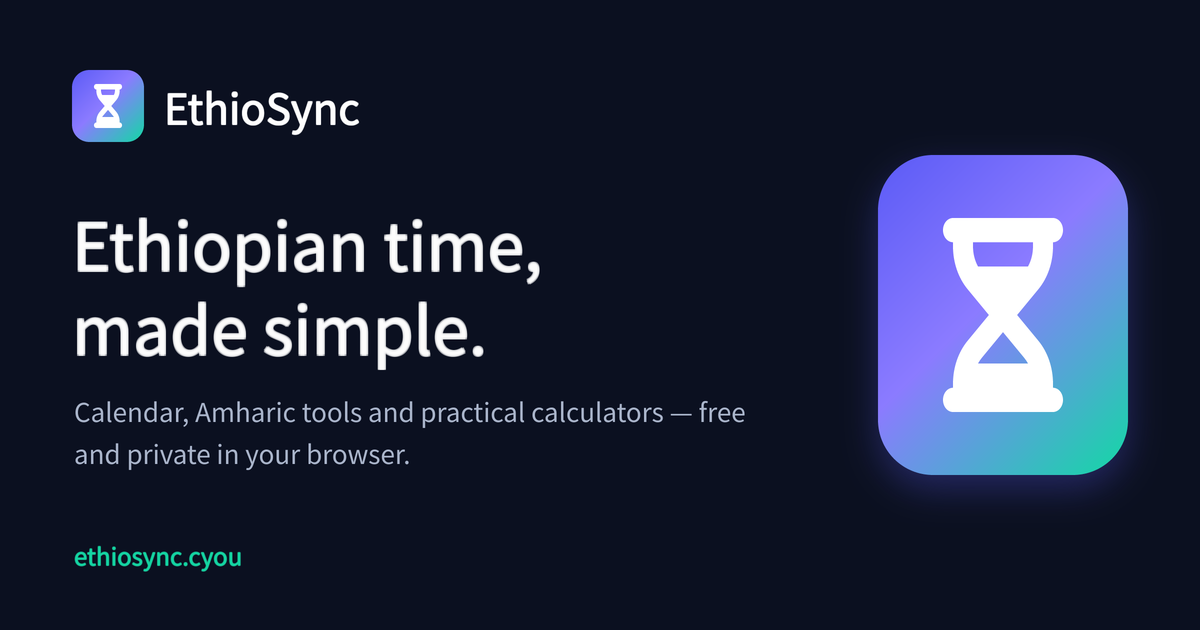 EthioSync
Ethiopian time,
made simple.
Calendar, Amharic tools and practical calculators — free
and private in your browser.
ethiosync.cyou